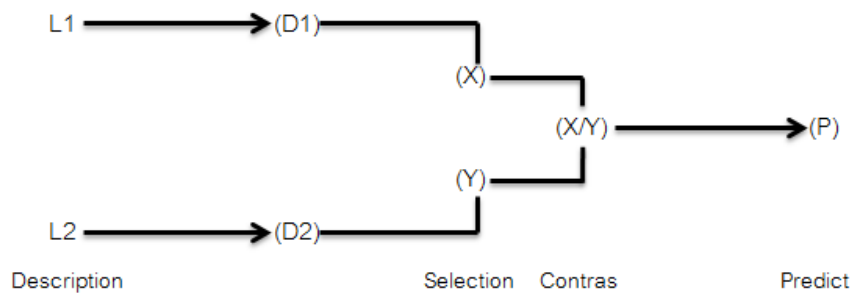 L1 (D1)
(X)
(X/Y) (P)
(Y)
L2 (D2)
Description Selection Contras Predict